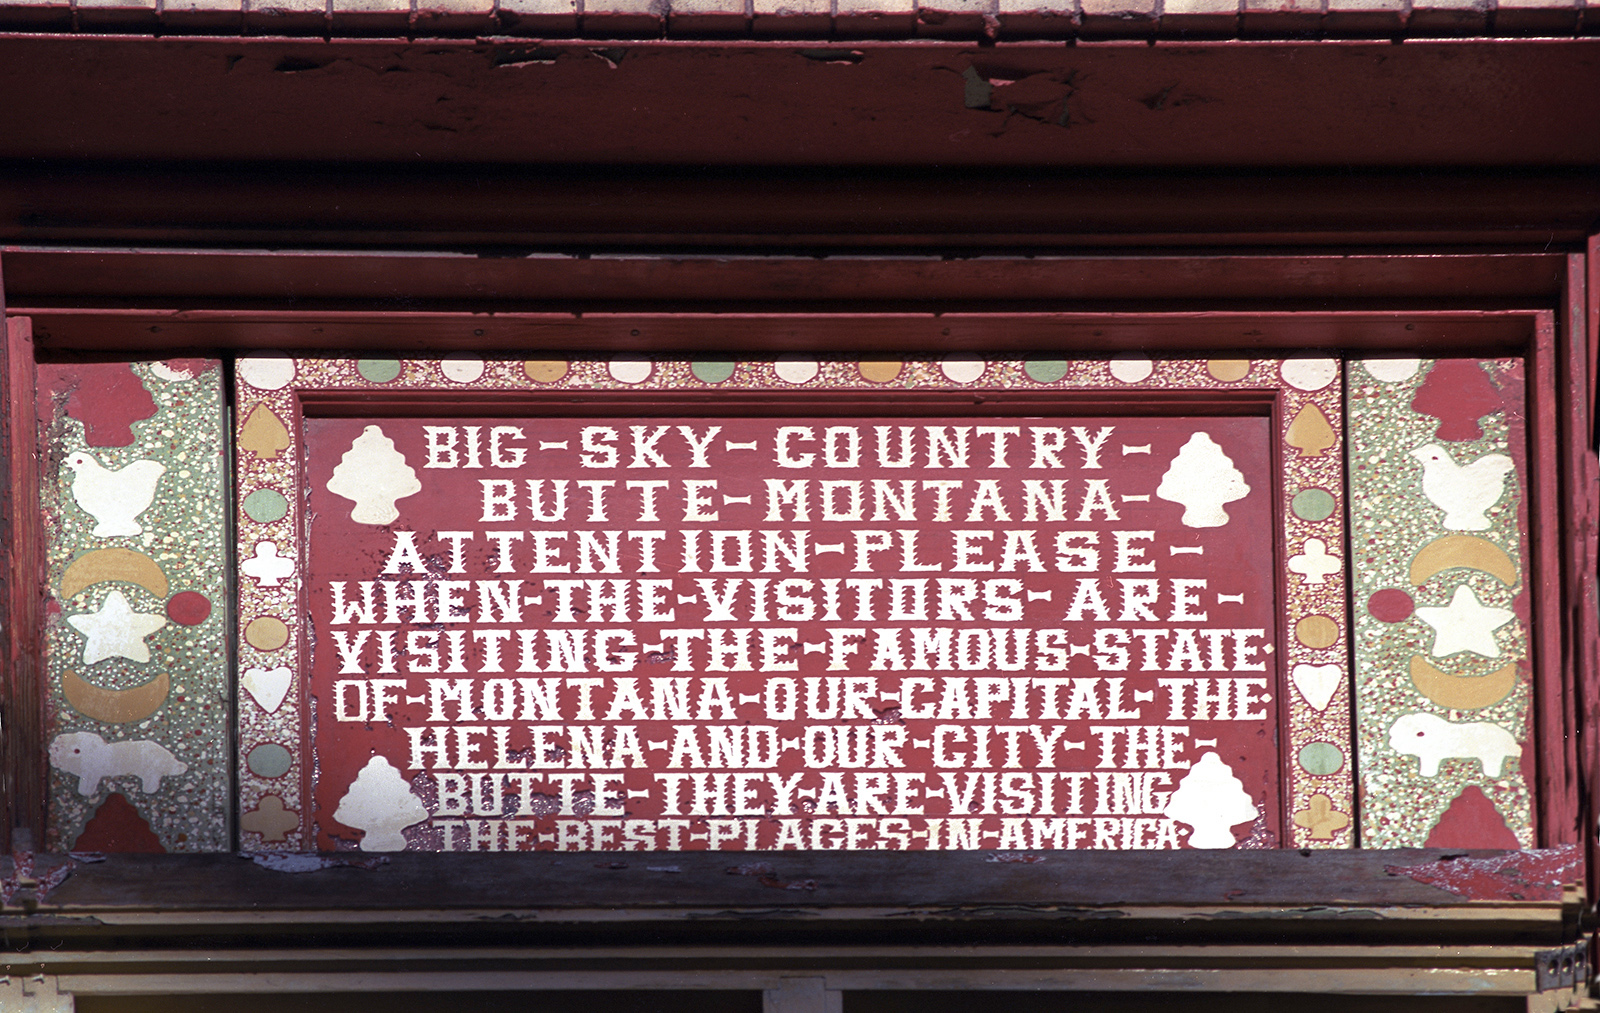 BIG-SKY-COUNTRY-
BUTTE-MONTANA-
ATTENTION-PLEASE-
WHEN-THE-VISITORS-ARE-
VISITING-THE-FAMOUS-STATE-
OF-MONTANA-OUR-CAPITAL-THE-
HELENA-AND-OUR-CITY-THE-
BUTTE-THEY-ARE-VISITING
THE-BEST-PLACES-IN-AMERICA-